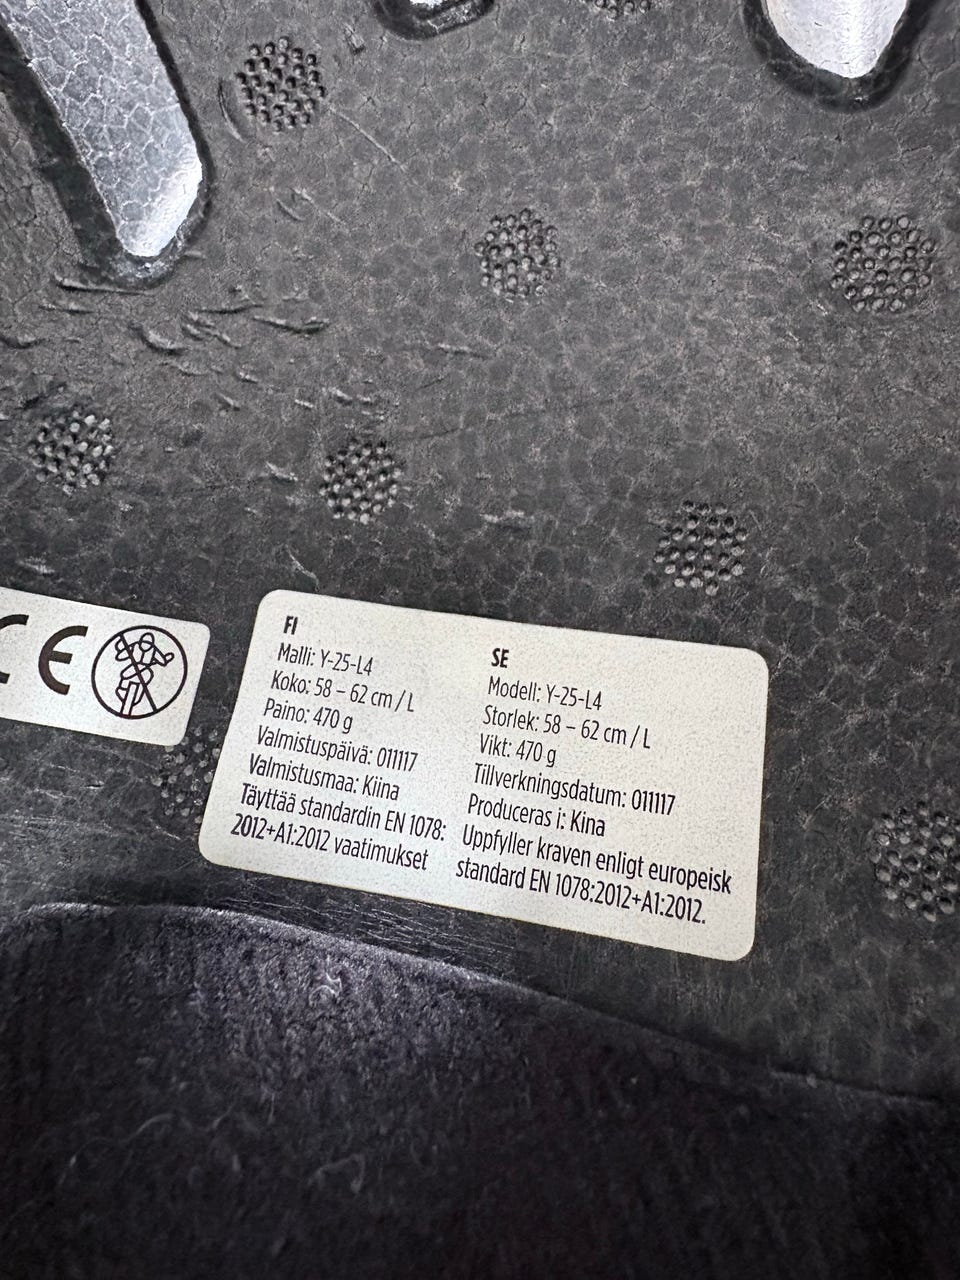 CE
FI
Malli: Y-25-L4
Koko: 58 – 62 cm / L
Paino: 470 g
Valmistuspäivä: 011117
Valmistusmaa: Kiina
Täyttää standardin EN 1078:
2012+A1:2012 vaatimukset
SE
Modell: Y-25-L4
Storlek: 58 – 62 cm / L
Vikt: 470 g
Tillverkningsdatum: 011117
Produceras i: Kina
Uppfyller kraven enligt europeisk
standard EN 1078:2012+A1:2012.